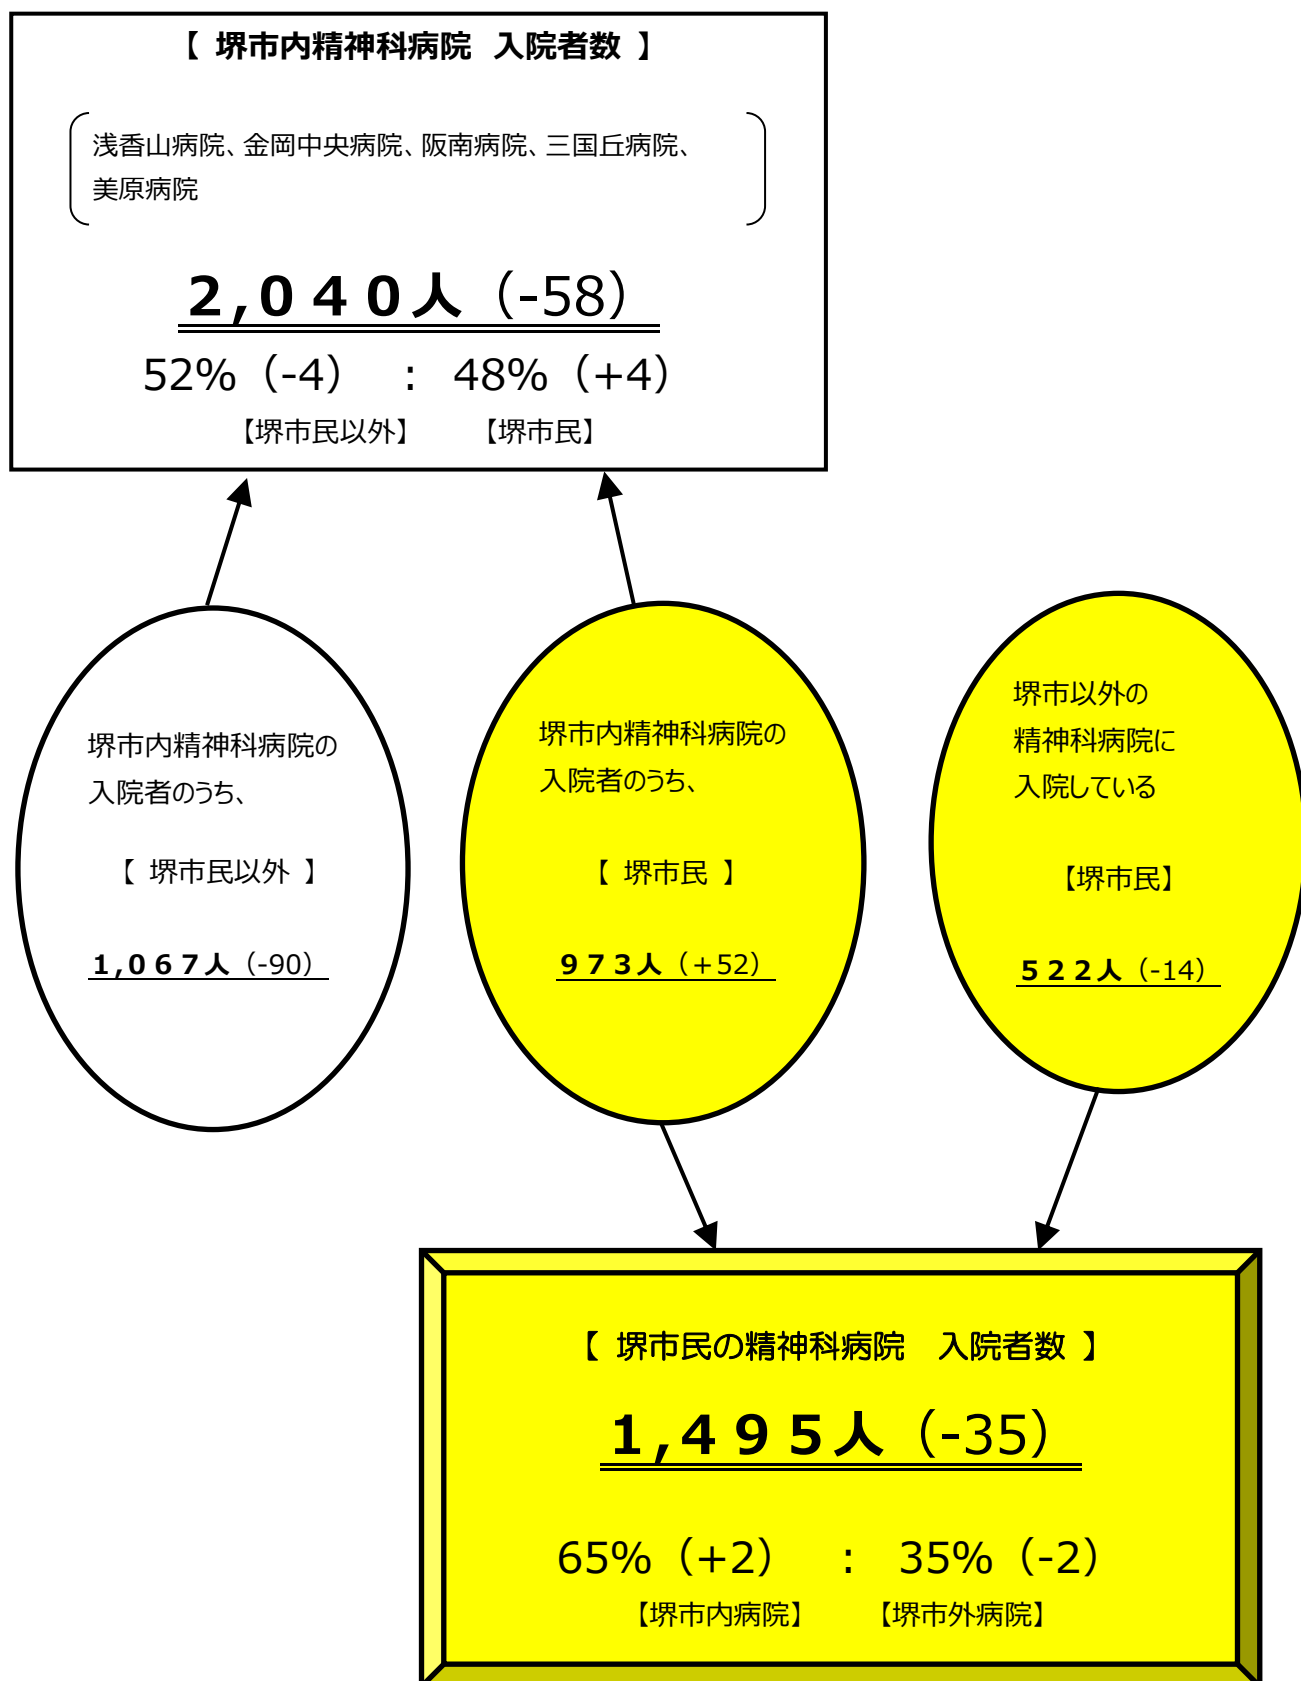 【 堺市内精神科病院 入院者数 】
浅香山病院、金岡中央病院、阪南病院、三国丘病院、
美原病院
２,０４０人（-58）
52%（-4） ： 48%（+4）
【堺市民以外】 【堺市民】
堺市内精神科病院の
入院者のうち、
【 堺市民以外 】
１,０６７人（-90）
堺市内精神科病院の
入院者のうち、
【 堺市民 】
９７３人（＋52）
堺市以外の
精神科病院に
入院している
【堺市民】
５２２人（-14）
【 堺市民の精神科病院 入院者数 】
１,４９５人（-35）
65%（+2） ： 35%（-2）
【堺市内病院】 【堺市外病院】